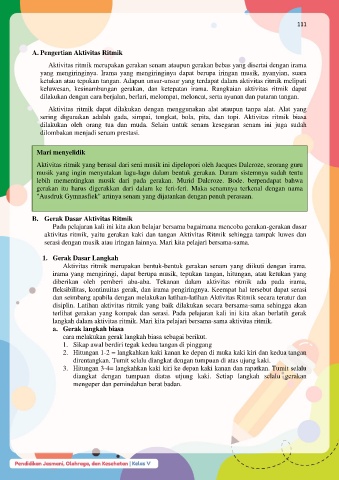 111
A. Pengertian Aktivitas Ritmik
Aktivitas ritmik merupakan gerakan senam ataupun gerakan bebas yang disertai dengan irama
yang mengiringinya. Irama yang mengiringinya dapat berupa iringan musik, nyanyian, suara
ketukan atau tepukan tangan. Adapun unsur-unsur yang terdapat dalam aktivitas ritmik meliputi
keluwesan, kesinambungan gerakan, dan ketepatan irama. Rangkaian aktivitas ritmik dapat
dilakukan dengan cara berjalan, berlari, melompat, meloncat, serta ayunan dan putaran tangan.
Aktivitas ritmik dapat dilakukan dengan menggunakan alat ataupun tanpa alat. Alat yang
sering digunakan adalah gada, simpai, tongkat, bola, pita, dan topi. Aktivitas ritmik biasa
dilakukan oleh orang tua dan muda. Selain untuk senam kesegaran senam ini juga sudah
dilombakan menjadi senam prestasi.
Mari menyelidik
Aktivitas ritmik yang berasal dari seni musik ini dipelopori oleh Jacques Dalcroze, seorang guru
musik yang ingin menyatakan lagu-lagu dalam bentuk gerakan. Daram sistemnya sudah tentu
lebih mementingkan musik dari pada gerakan. Murid Dalcroze. Bode. berpendapat bahwa
gerakan itu harus digerakkan dari dalam ke feri-feri. Maka senamnya terkenal dengan nama
"Ausdruk Gymnasfiek" artinya senam yang dijalankan dengan penuh perasaan.
B. Gerak Dasar Aktivitas Ritmik
Pada pelajaran kali ini kita akan belajar bersama bagaimana mencoba gerakan-gerakan dasar
aktivitas ritmik, yaitu gerakan kaki dan tangan Aktivitas Ritmik sehingga tampak luwes dan
serasi dengan musik atau iringan lainnya. Mari kita pelajari bersama-sama.
1. Gerak Dasar Langkah
Aktivitas ritmik merupakan bentuk-bentuk gerakan senam yang diikuti dengan irama.
irama yang mengiringi, dapat berupa musik, tepukan tangan, hitungan, atau ketukan yang
diberikan oleh pemberi aba-aba. Tekanan dalam aktivitas ritmik ada pada irama,
fleksibilitas, kontinuitas gerak, dan irama pengiringnya. Keempat hal tersebut dapat serasi
dan seimbang apabila dengan melakukan latihan-latihan Aktivitas Ritmik secara teratur dan
disiplin. Latihan aktivitas ritmik yang baik dilakukan secara bersama-sama sehingga akan
terlihat gerakan yang kompak dan serasi. Pada pelajaran kali ini kita akan berlatih gerak
langkah dalam aktivitas ritmik. Mari kita pelajari bersama-sama aktivitas ritmik.
a. Gerak langkah biasa
cara melakukan gerak langkah biasa sebagai berikut.
1. Sikap awal berdiri tegak kedua tangan di pinggang
2. Hitungan 1-2 = langkahkan kaki kanan ke depan di muka kaki kiri dan kedua tangan
direntangkan. Tumit selalu diangkat dengan tumpuan di atas ujung kaki.
3. Hitungan 3-4= langkahkan kaki kiri ke depan kaki kanan dan rapatkan. Tumit selalu
diangkat dengan tumpuan diatas utjung kaki. Setiap langkah selalu gerakan
mengeper dan pemindahan berat badan.
Pendidikan Jasmani, Olahraga, dan Kesehatan | Kelas V